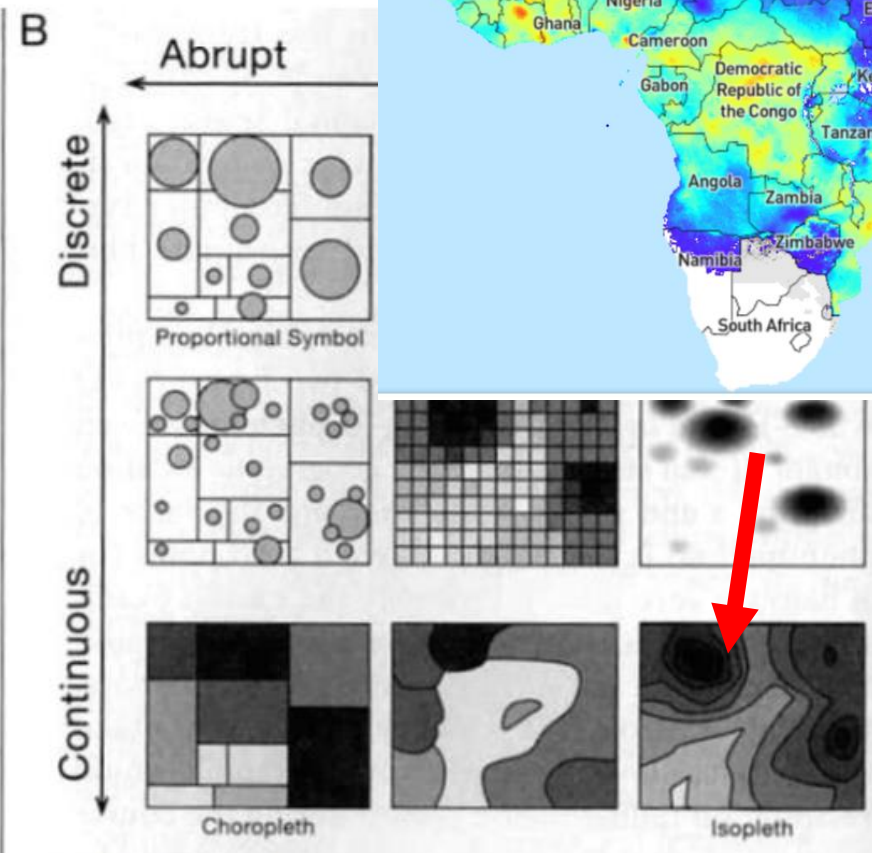 B
Abrupt
Discrete
Proportional Symbol
Continuous
Choropleth
Isopleth
Nigeria
Ghana
Cameroon
Gabon
Democratic
Republic of
the Congo
Tanzan
Angola
Zambia
Zimbabwe
Namibia
South Africa